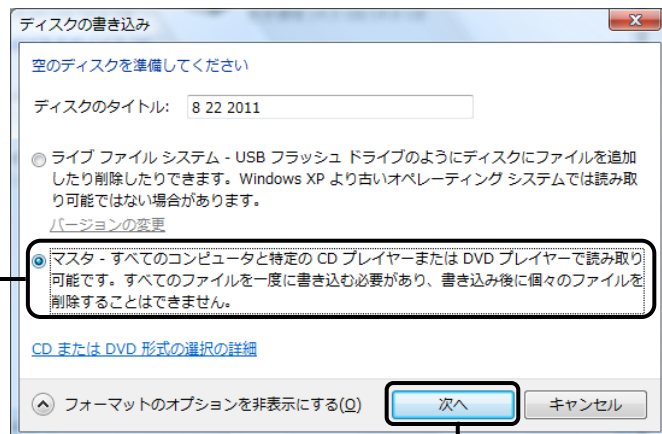 ディスクの書き込み
空のディスクを準備してください
ディスクのタイトル: 8 22 2011
ライブ ファイル システム - USB フラッシュ ドライブのようにディスクにファイルを追加
したり削除したりできます。Windows XP より古いオペレーティング システムでは読み取
り可能ではない場合があります。
バージョンの変更
マスタ - すべてのコンピュータと特定の CD プレイヤーまたは DVD プレイヤーで読み取り
可能です。すべてのファイルを一度に書き込む必要があり、書き込み後に個々のファイルを
削除することはできません。
CD または DVD 形式の選択の詳細
フォーマットのオプションを非表示にする(O) 次へ キャンセル